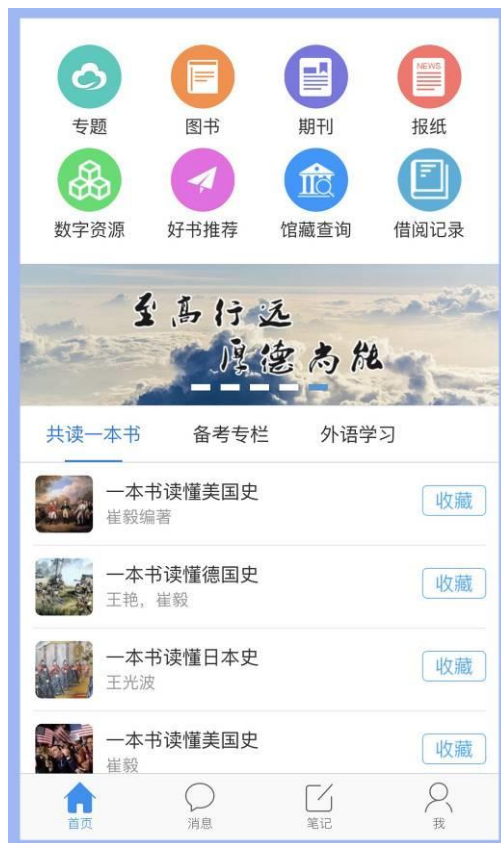 NEWS
专题 图书 期刊 报纸
数字资源 好书推荐 馆藏查询 借阅记录
至高行远
厚德尚能
共读一本书 备考专栏 外语学习
一本书读懂美国史
崔毅编著
收藏
一本书读懂德国史
王艳，崔毅
收藏
一本书读懂日本史
王光波
收藏
一本书读懂美国史
崔毅
收藏
首页 消息 笔记 我